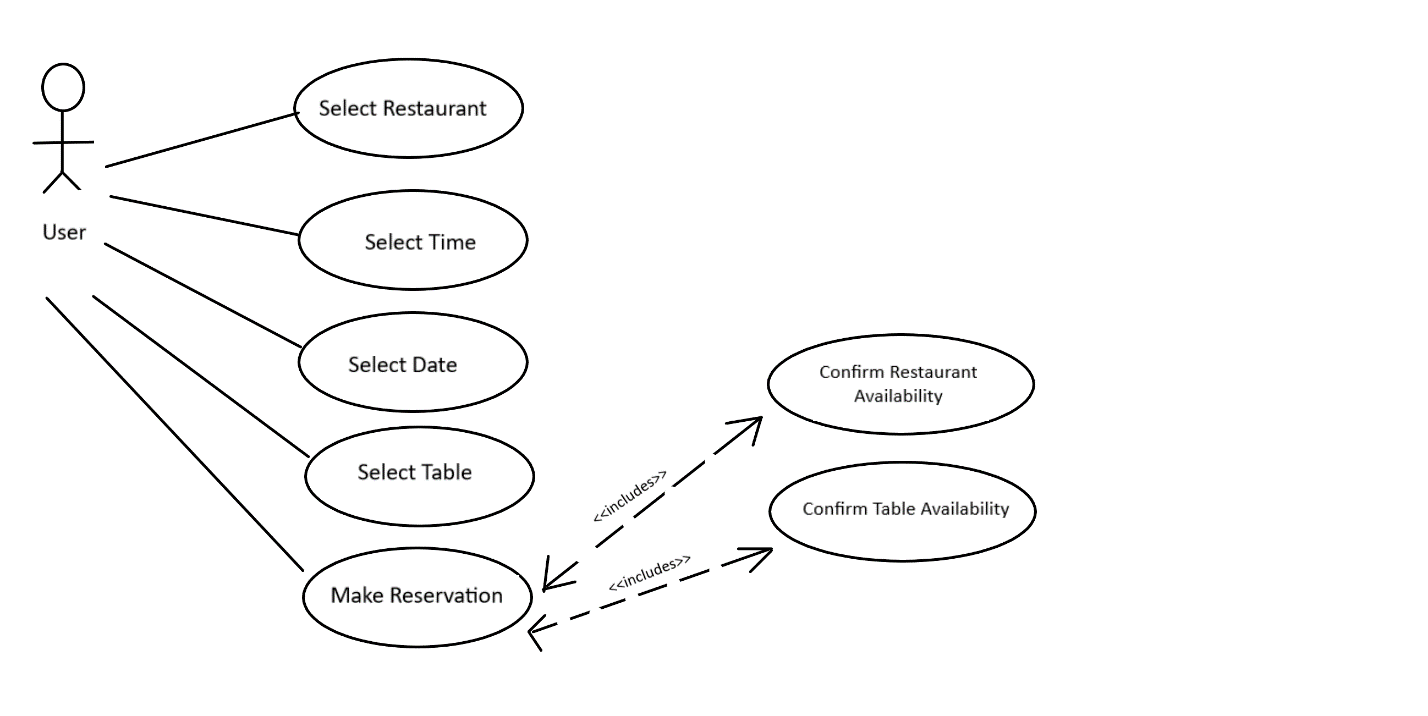 Select Restaurant
User
Select Time
Select Date
Select Table
Make Reservation
<<includes>>
<<includes>>
Confirm Restaurant
Availability
Confirm Table Availability